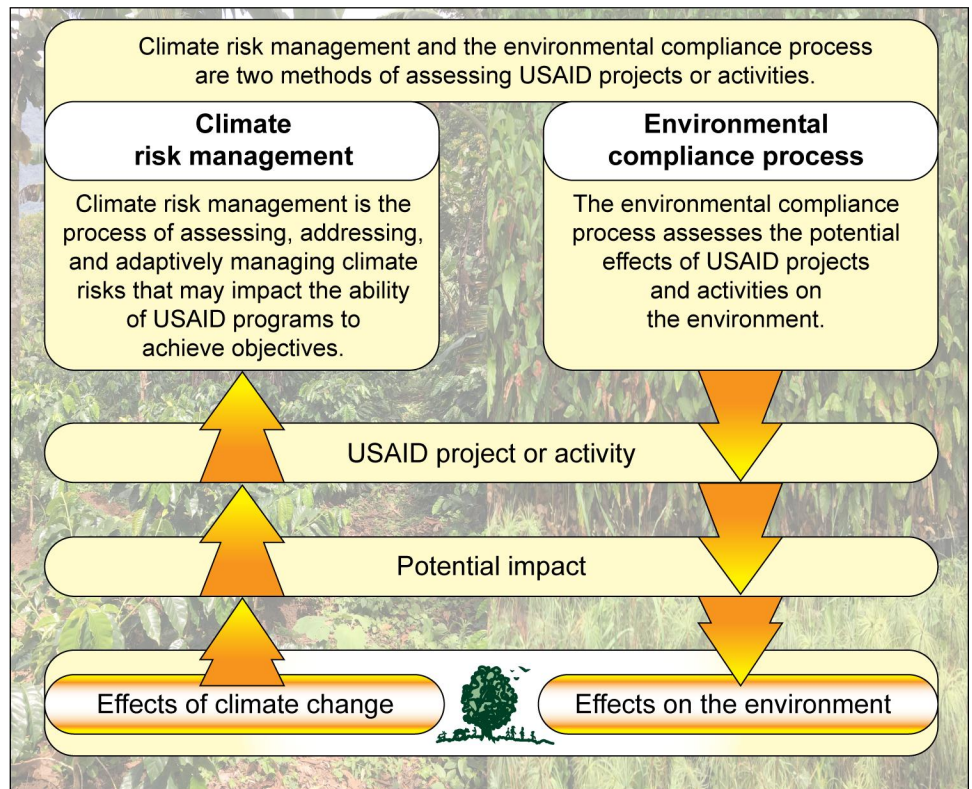 Climate risk management and the environmental compliance process
are two methods of assessing USAID projects or activities.
Climate
risk management
Climate risk management is the
process of assessing, addressing,
and adaptively managing climate
risks that may impact the ability
of USAID programs to
achieve objectives.
Environmental
compliance process
The environmental compliance
process assesses the potential
effects of USAID projects
and activities on
the environment.
USAID project or activity
Potential impact
Effects of climate change
Effects on the environment